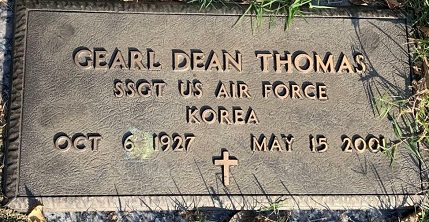 GEARL DEAN THOMAS
SSGT US AIR FORCE
KOREA
OCT 6 1927 MAY 15 2001